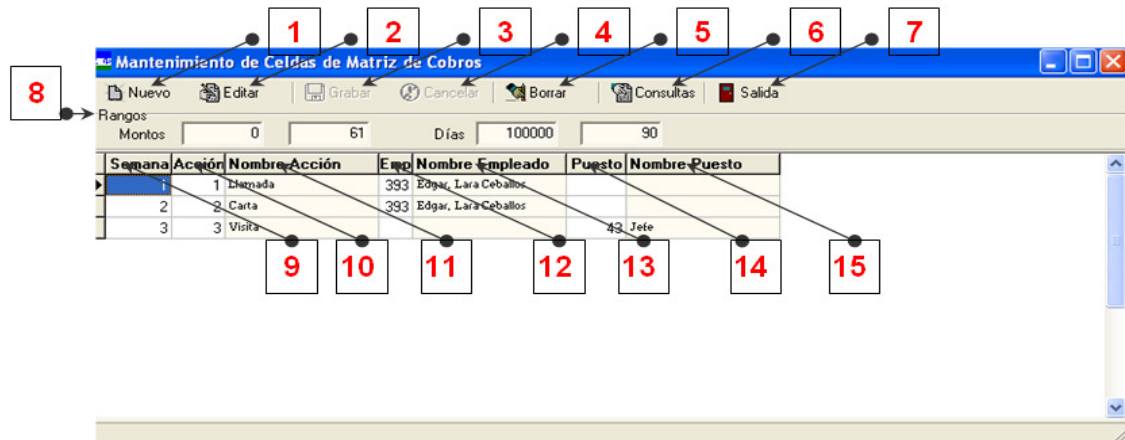 1 2 3 4 5 6 7
Mantenimiento de Celdas de Matriz de Cobros
8
Nuevo Editar Grabar Cancelar Borrar Consultas Salida
Rangos
Montos 0 61 Días 100000 90
Semana Acción Nombre Acción Emp Nombre Empleado Puesto Nombre Puesto
1 1 Llamada 393 Edgar, Lara Ceballos
2 2 Carta 393 Edgar, Lara Ceballos
3 3 Visita 43 Jefe
9 10 11 12 13 14 15